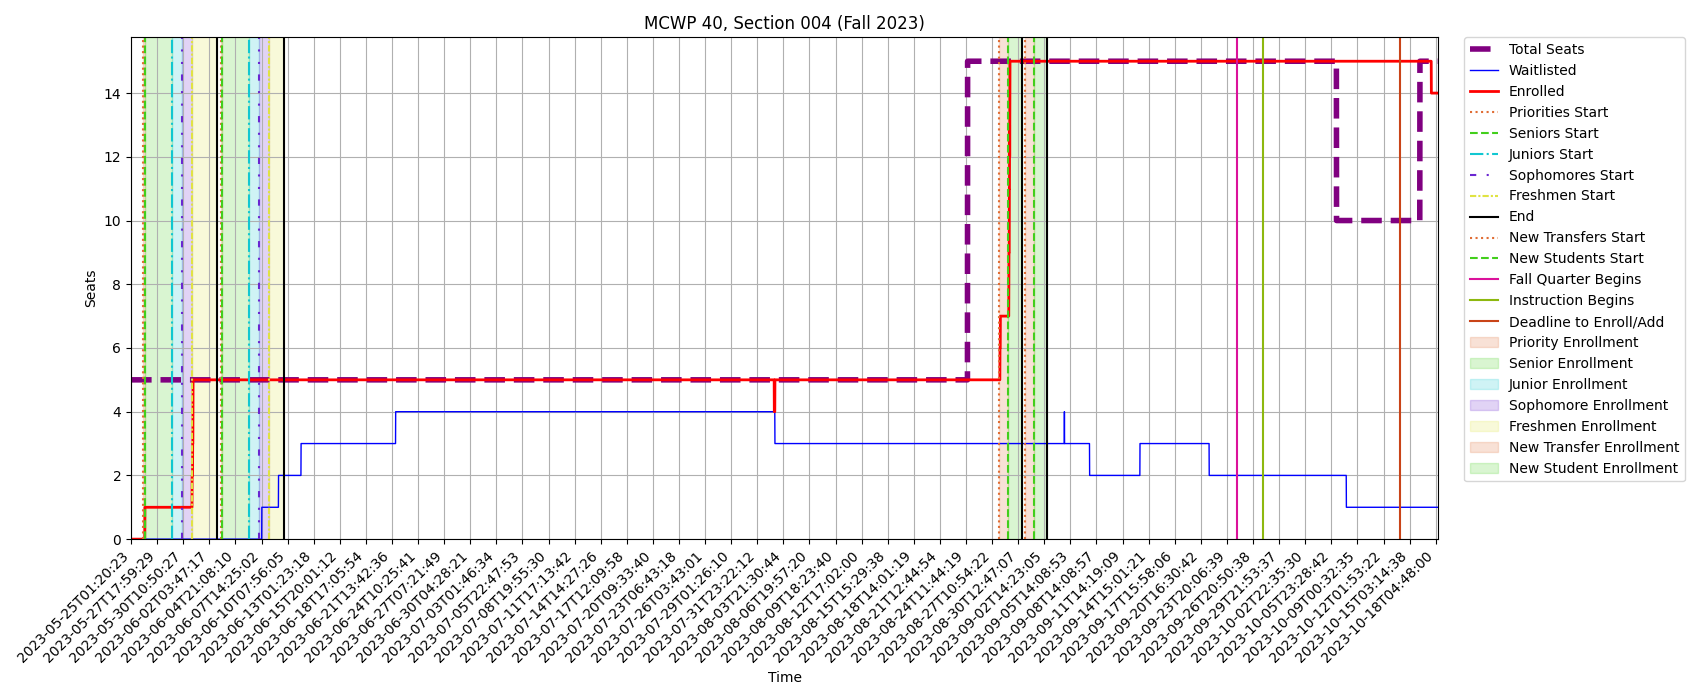 MCWP 40, Section 004 (Fall 2023)
Seats
14
12
10
8
6
4
2
0
2023-05-25T01:20:23
2023-05-27T17:59:29
2023-05-30T10:50:27
2023-06-02T03:47:17
2023-06-04T21:08:10
2023-06-07T14:25:02
2023-06-10T07:56:05
2023-06-13T01:23:18
2023-06-15T20:01:12
2023-06-18T17:05:54
2023-06-21T13:42:36
2023-06-24T10:25:41
2023-06-27T07:21:49
2023-06-30T04:28:21
2023-07-03T01:46:34
2023-07-05T22:47:53
2023-07-08T19:55:30
2023-07-11T17:13:42
2023-07-14T14:27:26
2023-07-17T12:09:58
2023-07-20T09:33:40
2023-07-23T06:43:18
2023-07-26T03:43:01
2023-07-29T01:26:10
2023-07-31T23:22:12
2023-08-03T21:30:44
2023-08-06T19:57:20
2023-08-09T18:23:40
2023-08-12T17:02:00
2023-08-15T15:29:38
2023-08-18T14:01:19
2023-08-21T12:44:54
2023-08-24T11:44:19
2023-08-27T10:54:22
2023-08-30T12:47:07
2023-09-02T14:23:05
2023-09-05T14:08:53
2023-09-08T14:08:57
2023-09-11T14:19:09
2023-09-14T15:01:21
2023-09-17T15:58:06
2023-09-20T16:30:42
2023-09-23T20:06:39
2023-09-26T20:50:38
2023-09-29T21:53:37
2023-10-02T22:35:30
2023-10-05T23:28:42
2023-10-09T00:32:35
2023-10-12T01:53:22
2023-10-15T03:14:38
2023-10-18T04:48:00
Time
Total Seats
Waitlisted
Enrolled
Priorities Start
Seniors Start
Juniors Start
Sophomores Start
Freshmen Start
End
New Transfers Start
New Students Start
Fall Quarter Begins
Instruction Begins
Deadline to Enroll/Add
Priority Enrollment
Senior Enrollment
Junior Enrollment
Sophomore Enrollment
Freshmen Enrollment
New Transfer Enrollment
New Student Enrollment